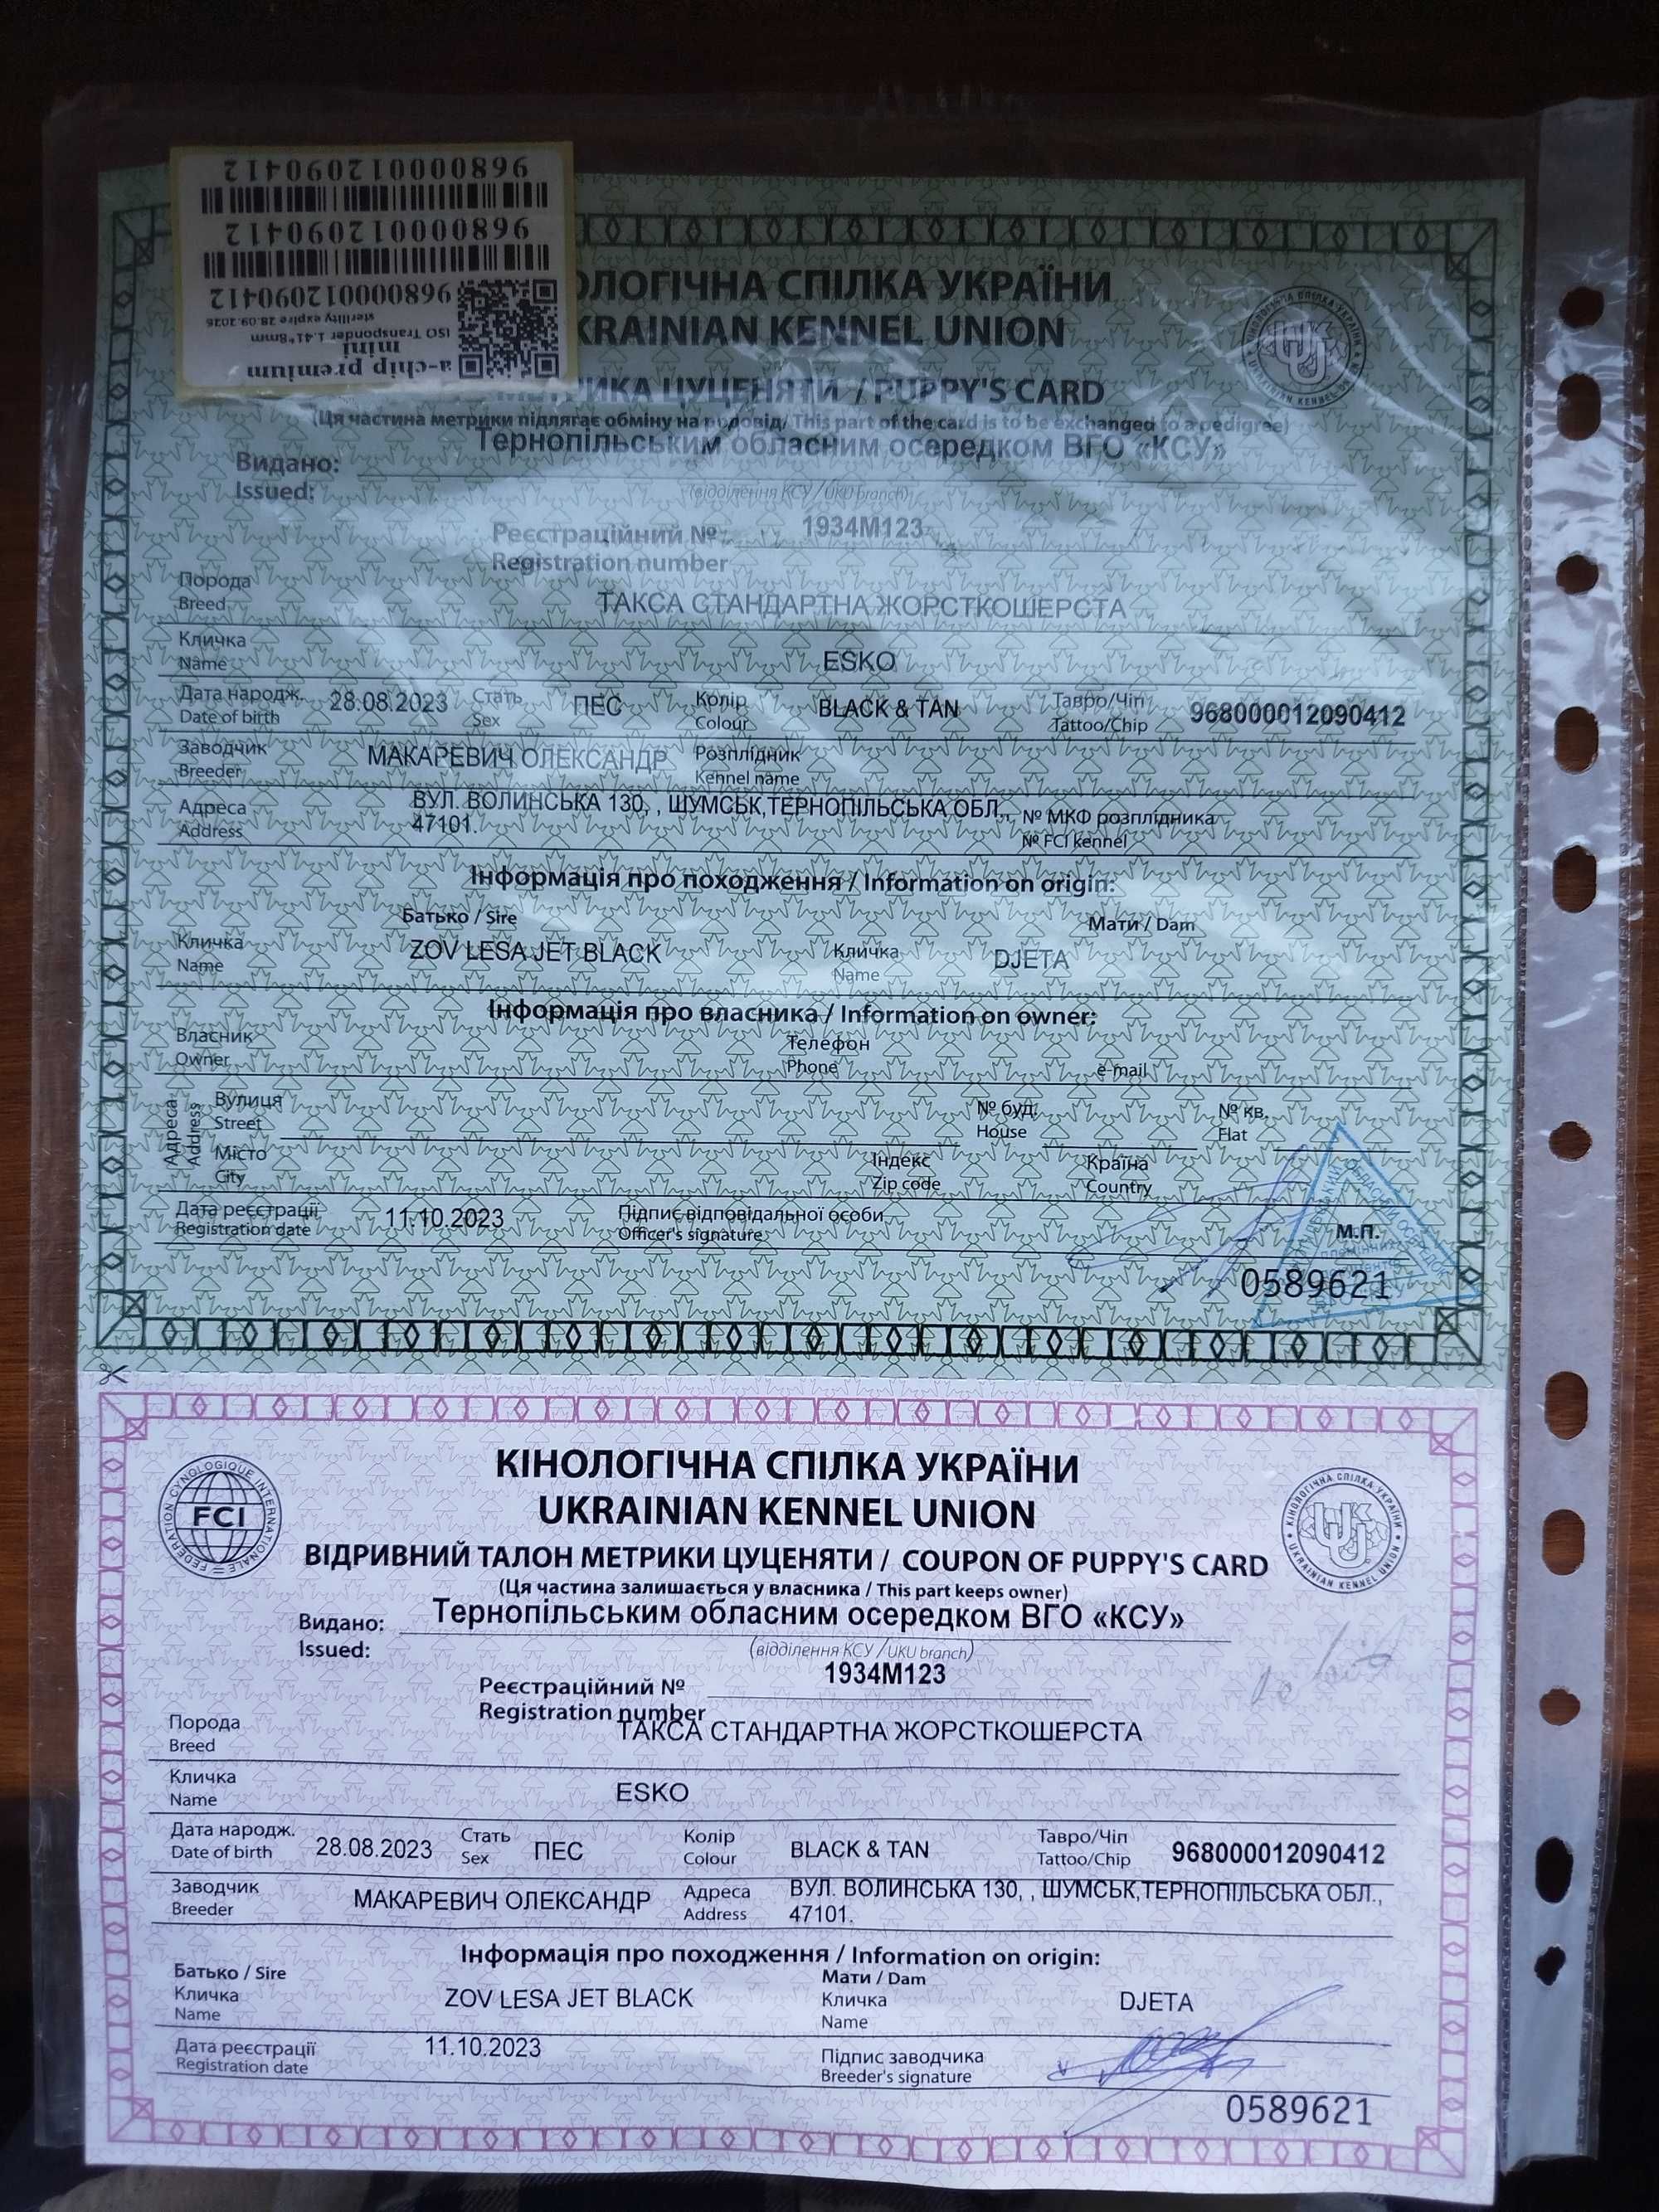 968000012090412
968000012090412
968000012090412
a-chip premium
mini
ISO Transponder 1.41*8mm
sterility expire 28.09.2026
ОЛОГІЧНА СПІЛКА УКРАЇНИ
KRAINIAN KENNEL UNION
ИКА ЦУЦЕНЯТИ / PUPPY'S CARD
(Ця частина метрики підлягає обміну на родовід/ This part of the card is to be exchanged to a pedigree)
Видано: Тернопільським обласним осередком ВГО «КСУ»
Issued: (відділення КСУ / UKU branch)
Реєстраційний № 1934M123
Registration number
Порода ТАКСА СТАНДАРТНА ЖОРСТКОШЕРСТА
Breed
Кличка ESKO
Name
Дата народж. 28.08.2023 Стать ПЕС Колір BLACK & TAN Тавро/Чіп 968000012090412
Date of birth Sex Colour Tattoo/Chip
Заводчик МАКАРЕВИЧ ОЛЕКСАНДР Розплідник
Breeder Kennel name
Адреса ВУЛ. ВОЛИНСЬКА 130, , ШУМСЬК,ТЕРНОПІЛЬСЬКА ОБЛ., № МКФ розплідника
Address 47101. № FCI kennel
Інформація про походження / Information on origin:
Батько / Sire Мати / Dam
Кличка ZOV LESA JET BLACK Кличка DJETA
Name Name
Інформація про власника / Information on owner:
Власник Телефон
Owner Phone e-mail
Адреса Address
Вулиця № буд. № кв.
Street House Flat
Місто Індекс Країна
City Zip code Country
Дата реєстрації 11.10.2023 Підпис відповідальної особи М.П.
Registration date Officer's signature
0589621
КІНОЛОГІЧНА СПІЛКА УКРАЇНИ
UKRAINIAN KENNEL UNION
FEDERATION CYNOLOGIQUE INTERNATIONALE
FCI
КІНОЛОГІЧНА СПІЛКА УКРАЇНИ
UKRAINIAN KENNEL UNION
ВІДРИВНИЙ ТАЛОН МЕТРИКИ ЦУЦЕНЯТИ / COUPON OF PUPPY'S CARD
(Ця частина залишається у власника / This part keeps owner)
Видано: Тернопільським обласним осередком ВГО «КСУ»
Issued: (відділення КСУ / UKU branch)
Реєстраційний № 1934M123
Registration number
Порода ТАКСА СТАНДАРТНА ЖОРСТКОШЕРСТА
Breed
Кличка ESKO
Name
Дата народж. 28.08.2023 Стать ПЕС Колір BLACK & TAN Тавро/Чіп 968000012090412
Date of birth Sex Colour Tattoo/Chip
Заводчик МАКАРЕВИЧ ОЛЕКСАНДР Адреса ВУЛ. ВОЛИНСЬКА 130, , ШУМСЬК,ТЕРНОПІЛЬСЬКА ОБЛ.,
Breeder Address 47101.
Інформація про походження / Information on origin:
Батько / Sire Мати / Dam
Кличка ZOV LESA JET BLACK Кличка DJETA
Name Name
Дата реєстрації 11.10.2023 Підпис заводчика
Registration date Breeder's signature
0589621